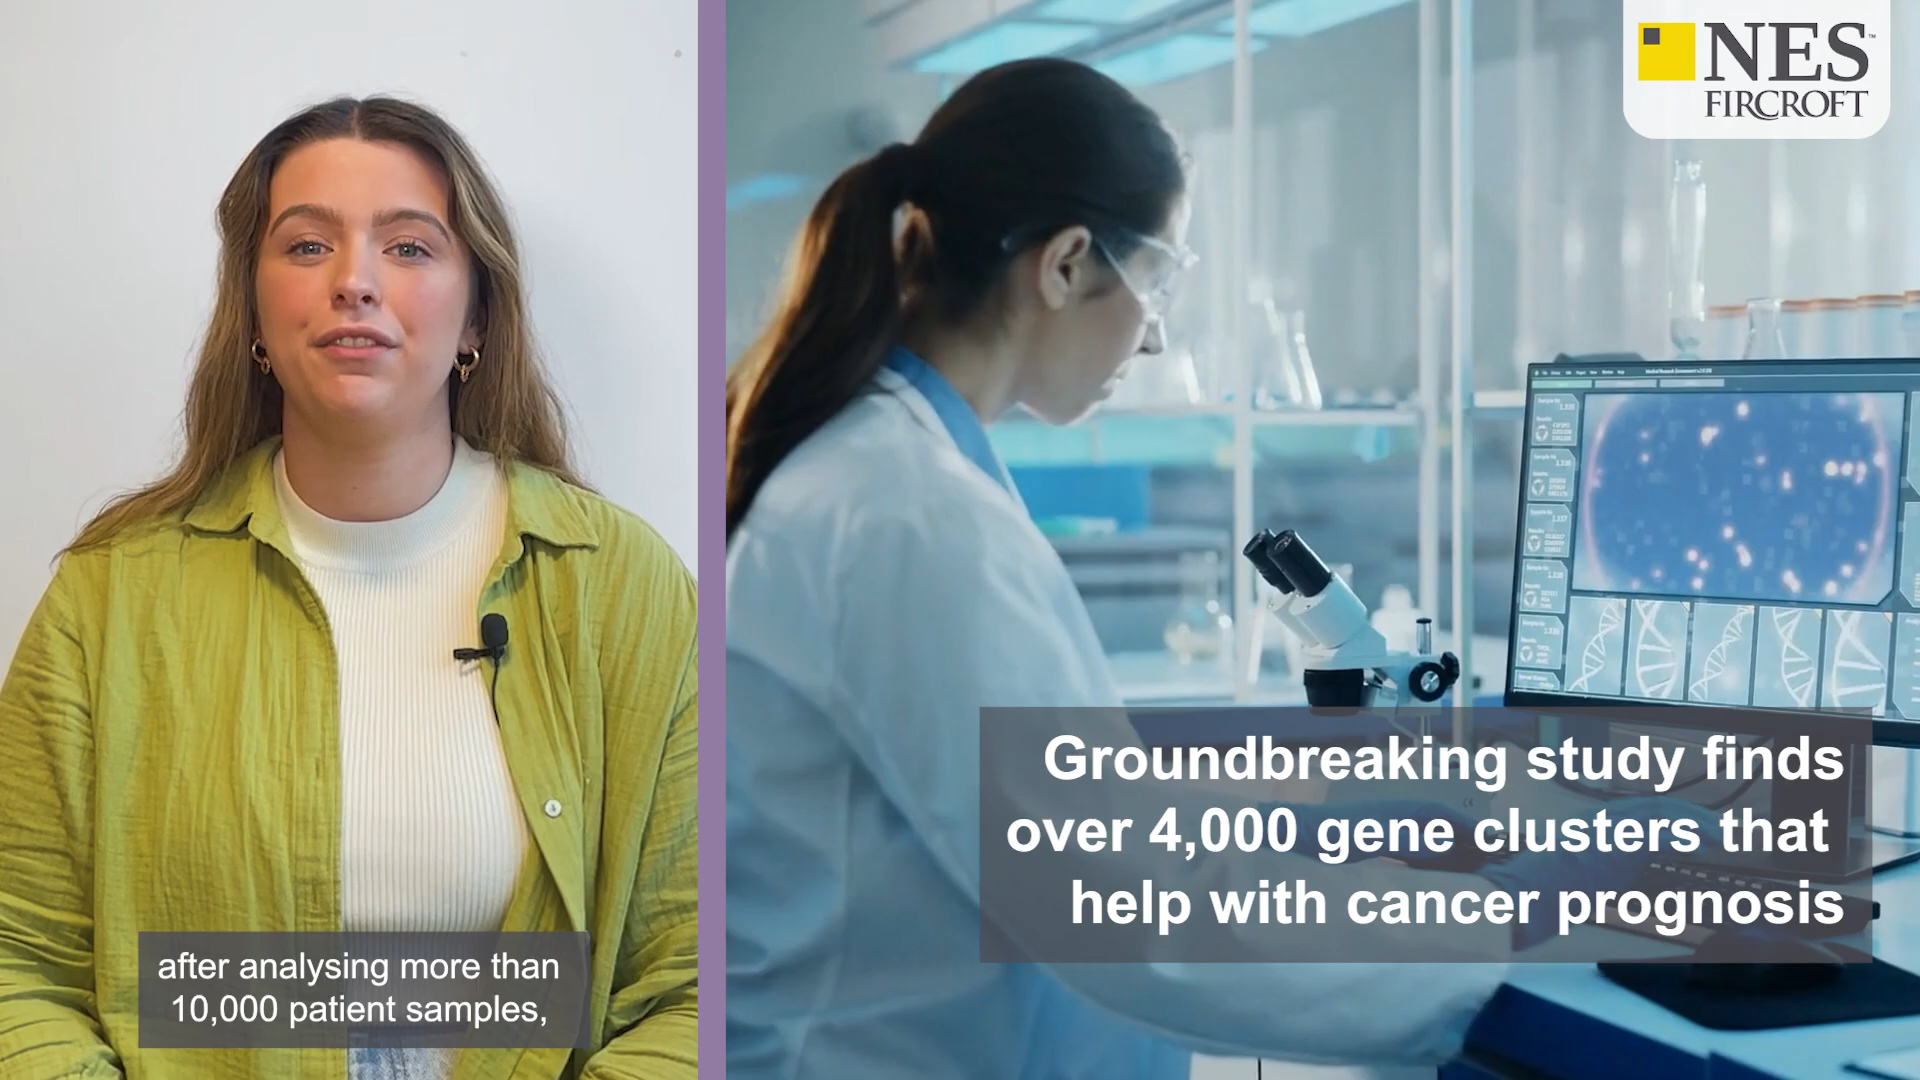 NES
FIRCROFT
Groundbreaking study finds
over 4,000 gene clusters that
help with cancer prognosis
after analysing more than
10,000 patient samples,